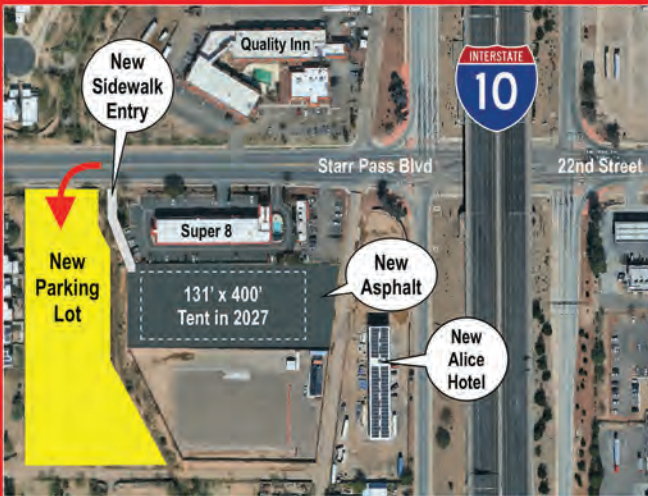 Quality Inn
New
Sidewalk
Entry
INTERSTATE
10
Starr Pass Blvd
22nd Street
Super 8
New
Parking
Lot
131' x 400'
Tent in 2027
New
Asphalt
New
Alice
Hotel